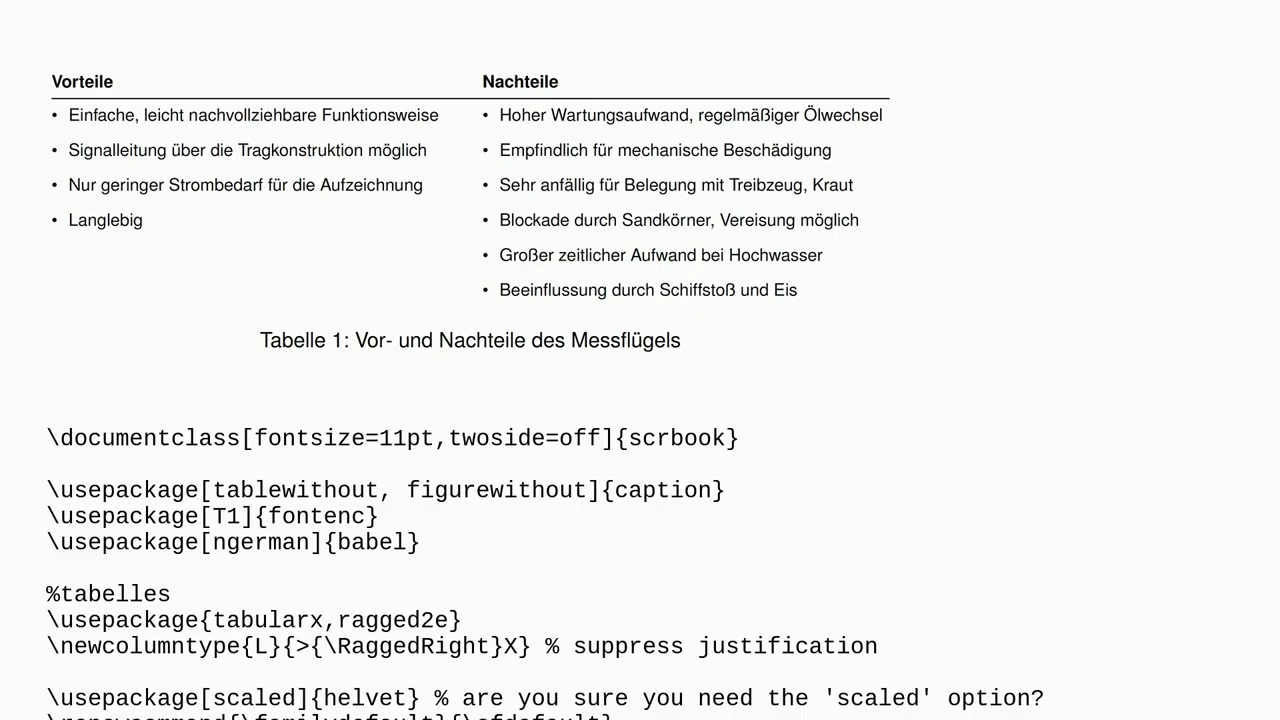 Vorteile Nachteile
• Einfache, leicht nachvollziehbare Funktionsweise • Hoher Wartungsaufwand, regelmäßiger Ölwechsel
• Signalleitung über die Tragkonstruktion möglich • Empfindlich für mechanische Beschädigung
• Nur geringer Strombedarf für die Aufzeichnung • Sehr anfällig für Belegung mit Treibzeug, Kraut
• Langlebig • Blockade durch Sandkörner, Vereisung möglich
• Großer zeitlicher Aufwand bei Hochwasser
• Beeinflussung durch Schiffstoß und Eis
Tabelle 1: Vor- und Nachteile des Messflügels
\documentclass[fontsize=11pt,twoside=off]{scrbook}
\usepackage[tablewithout, figurewithout]{caption}
\usepackage[T1]{fontenc}
\usepackage[ngerman]{babel}
%tabelles
\usepackage{tabularx,ragged2e}
\newcolumntype{L}{>{\RaggedRight}X} % suppress justification
\usepackage[scaled]{helvet} % are you sure you need the 'scaled' option?